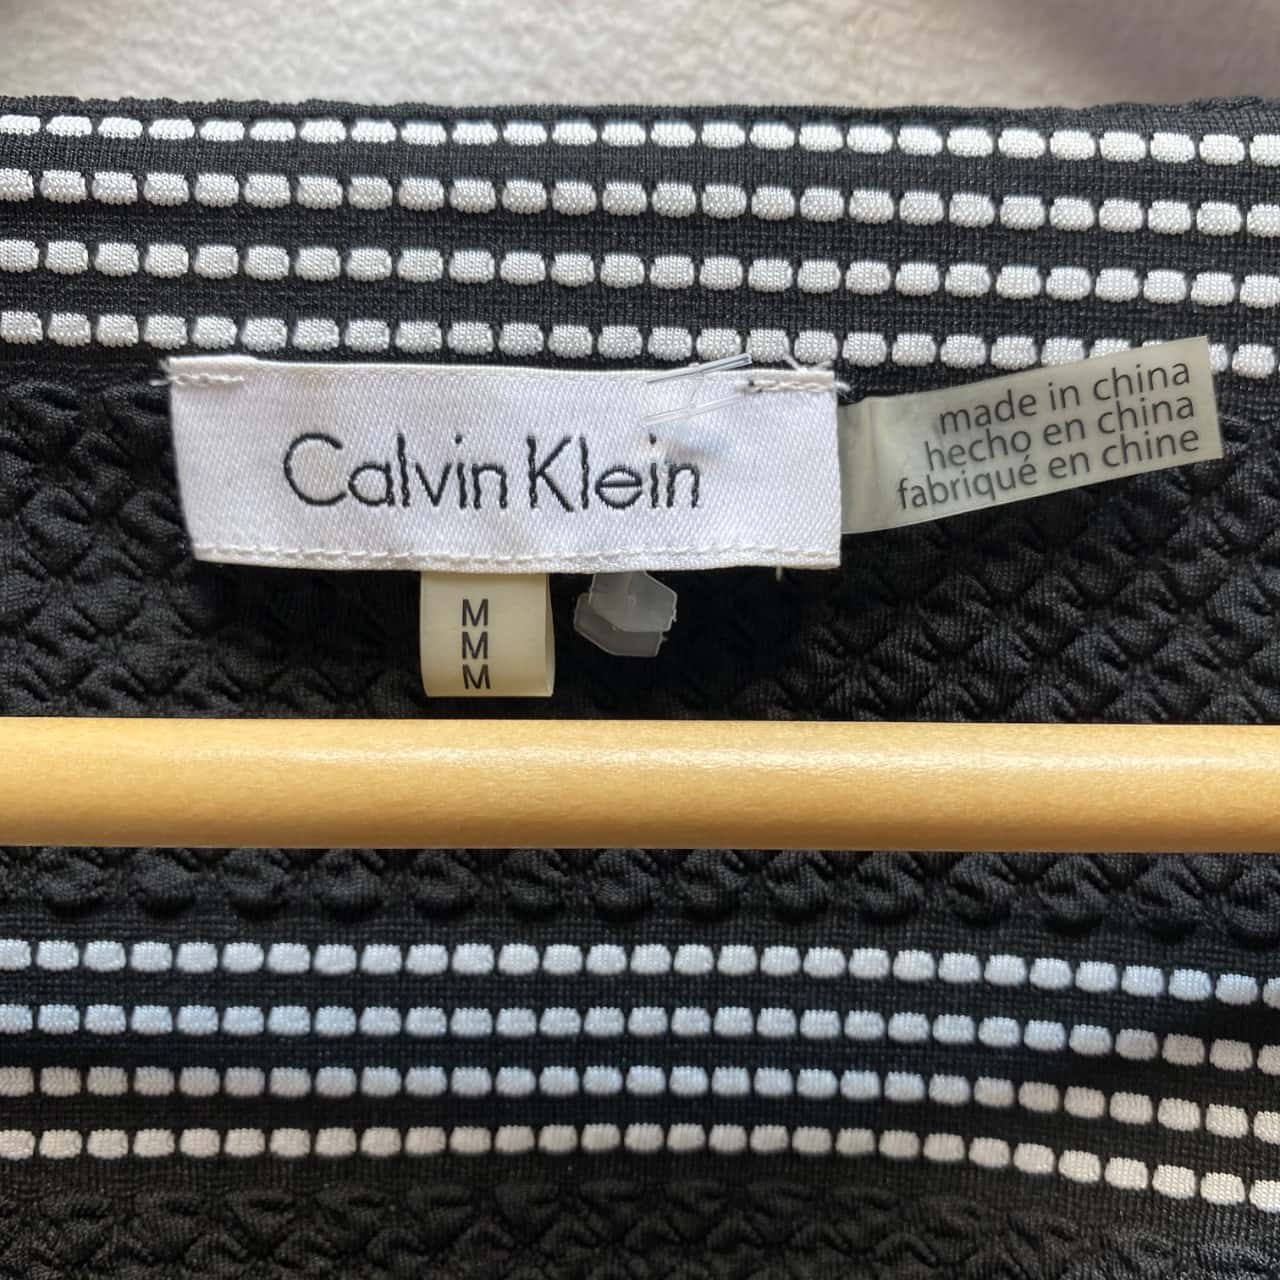 Calvin Klein
made in china
hecho en china
fabriqué en chine
M
M
M